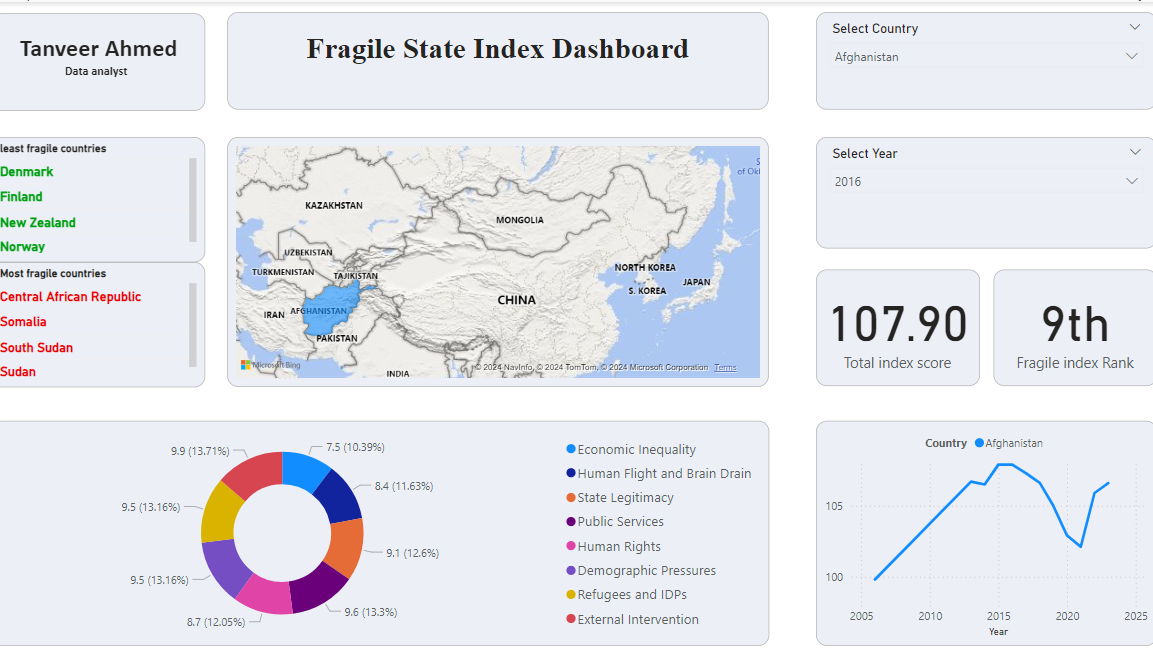 Tanveer Ahmed
Data analyst
Fragile State Index Dashboard
Select Country
Afghanistan
least fragile countries
Denmark
Finland
New Zealand
Norway
Most fragile countries
Central African Republic
Somalia
South Sudan
Sudan
KAZAKHSTAN
MONGOLIA
UZBEKISTAN
TURKMENISTAN
TAJIKISTAN
NORTH KOREA
S. KOREA
JAPAN
CHINA
IRAN
AFGHANISTAN
PAKISTAN
INDIA
S
of Ok
Microsoft Bing
© 2024 NavInfo, © 2024 TomTom, © 2024 Microsoft Corporation Terms
Select Year
2016
107.90
Total index score
9th
Fragile index Rank
9.9 (13.71%)
7.5 (10.39%)
8.4 (11.63%)
9.5 (13.16%)
9.1 (12.6%)
9.5 (13.16%)
9.6 (13.3%)
8.7 (12.05%)
Economic Inequality
Human Flight and Brain Drain
State Legitimacy
Public Services
Human Rights
Demographic Pressures
Refugees and IDPs
External Intervention
Country Afghanistan
105
100
2005 2010 2015 2020 2025
Year